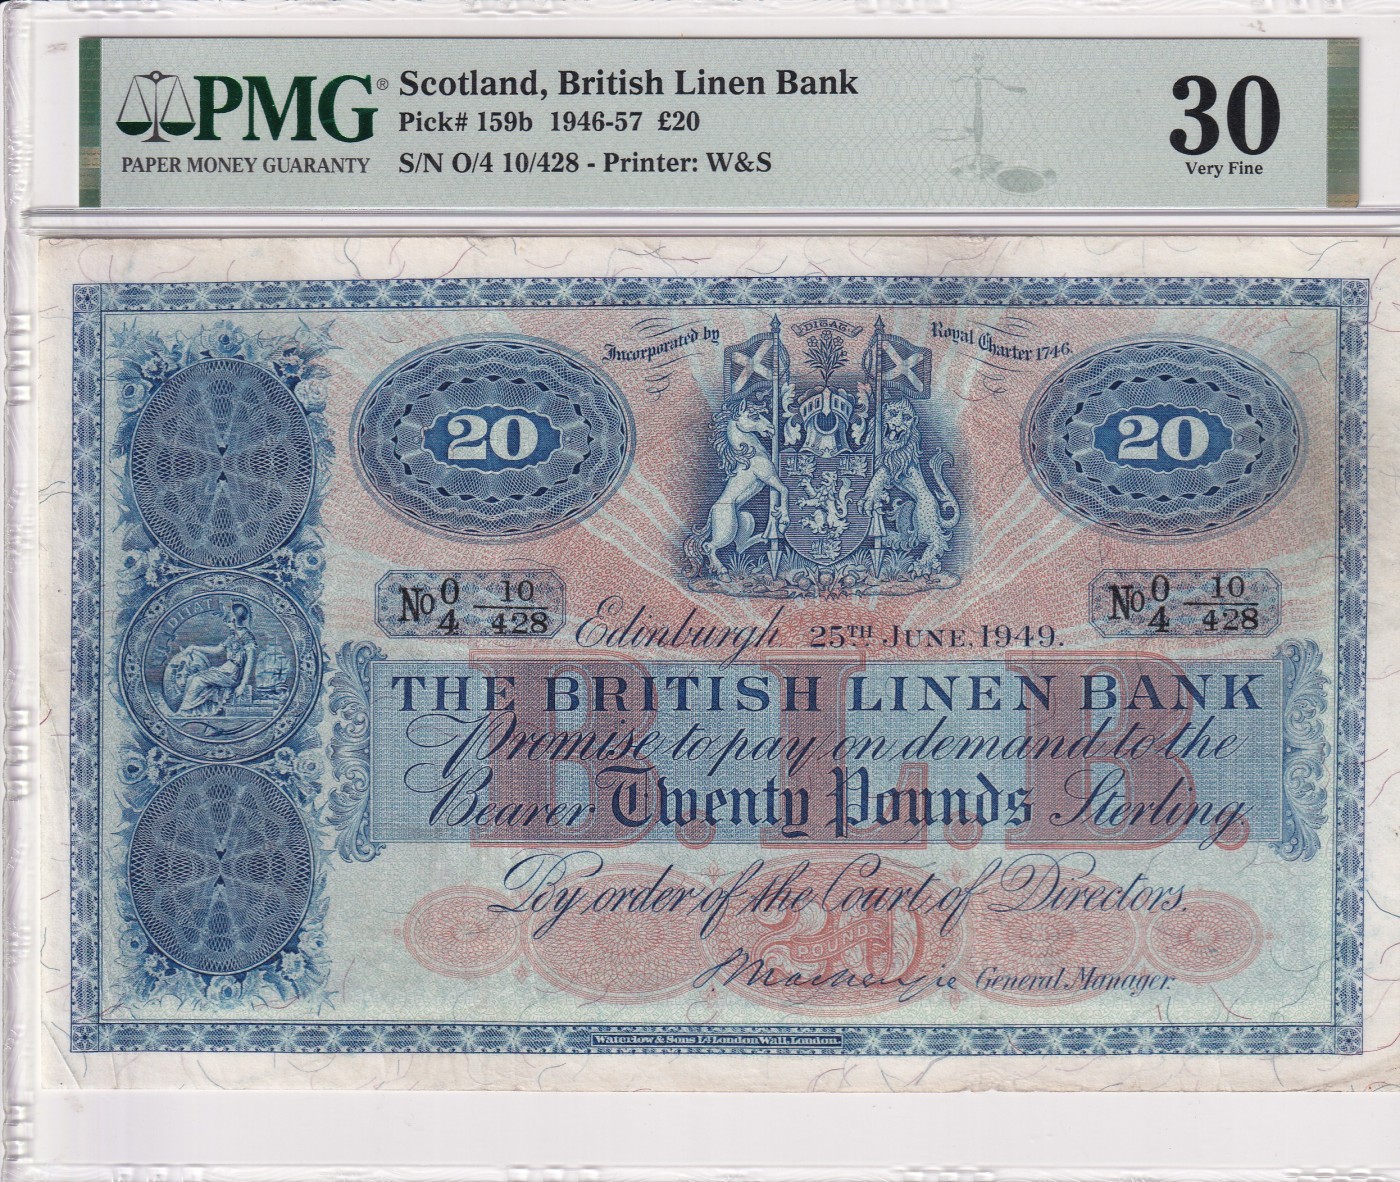 PMG®
PAPER MONEY GUARANTY
Scotland, British Linen Bank
Pick# 159b 1946-57 £20
S/N O/4 10/428 - Printer: W&S
30
Very Fine
Incorporated by
Royal Charter 1746.
20
20
No O/4 10/428
No O/4 10/428
Edinburgh 25TH JUNE, 1949.
B.L.B.
THE BRITISH LINEN BANK
Promise to pay on demand to the
Bearer Twenty Pounds Sterling.
By order of the Court of Directors.
20
POUNDS
General Manager.
Waterlow & Sons Ld London Wall, London.